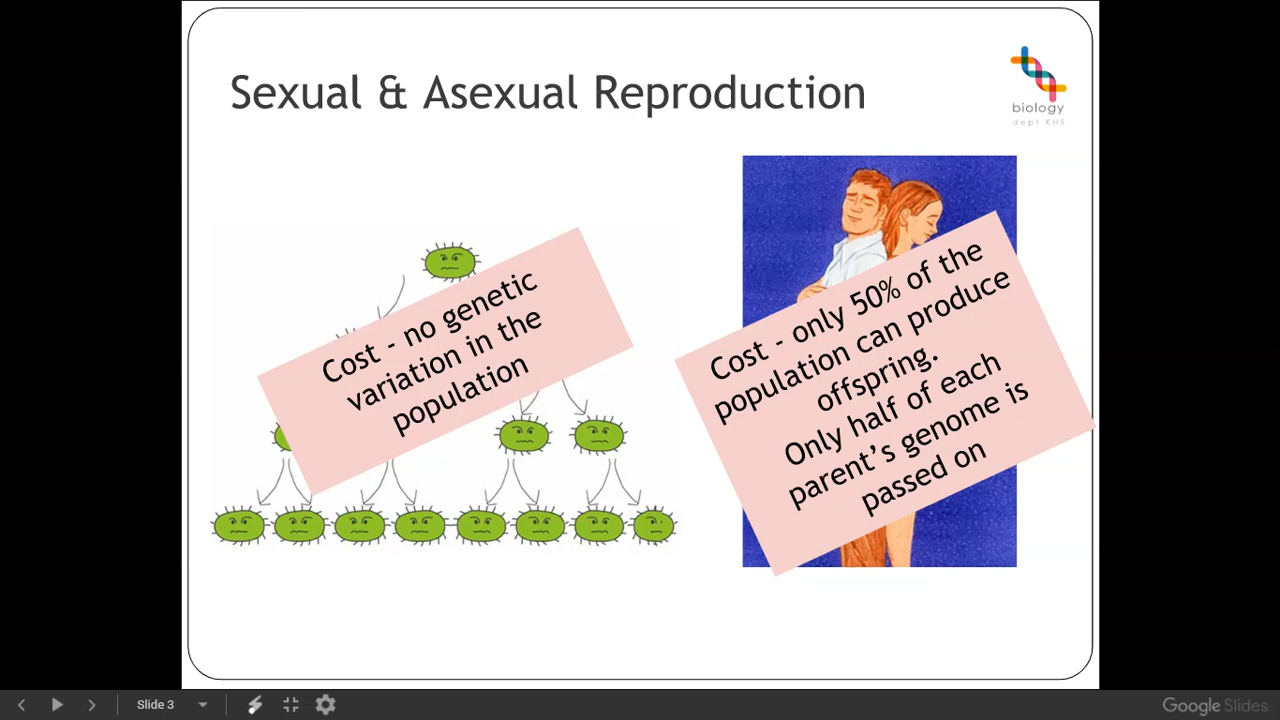 Sexual & Asexual Reproduction
biology
dept KHS
Cost - no genetic
variation in the
population
Cost - only 50% of the
population can produce
offspring.
Only half of each
parent's genome is
passed on
Slide 3
Google Slides